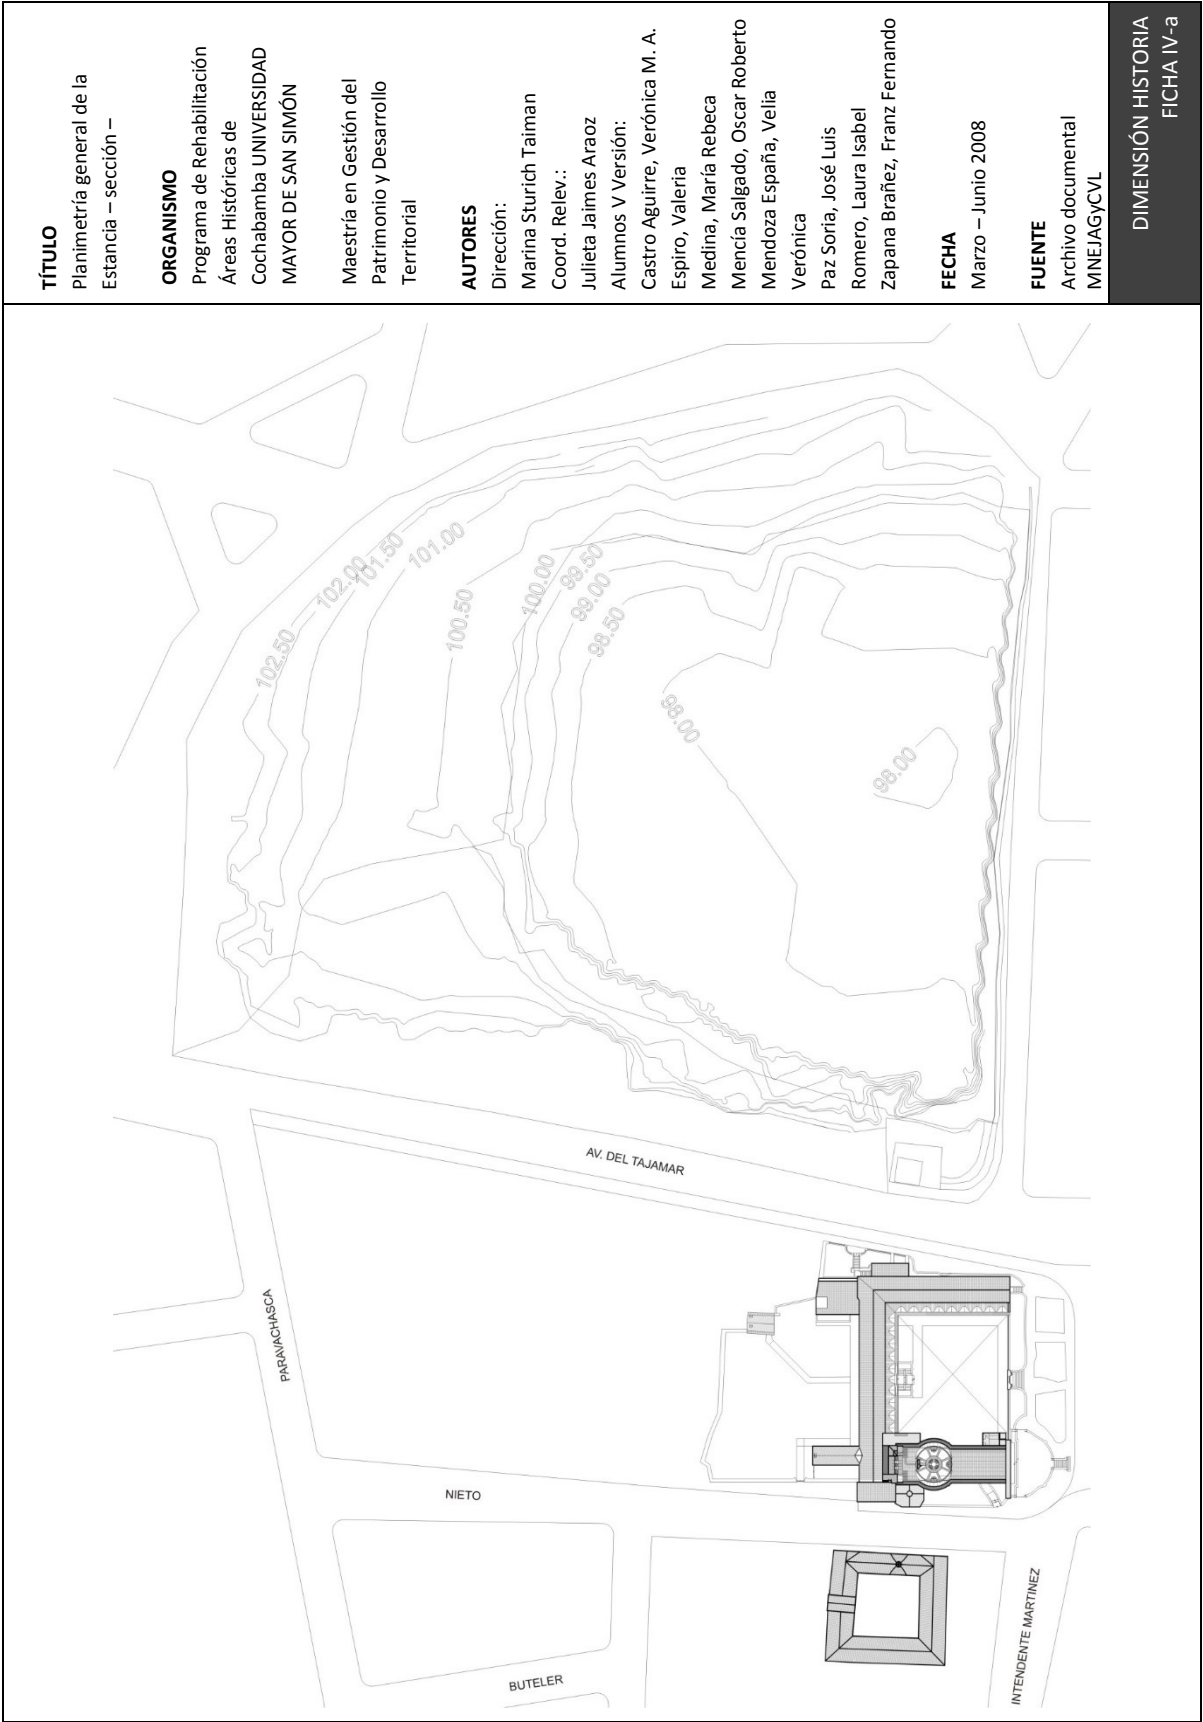 TÍTULO
Planimetría general de la
Estancia – sección –
ORGANISMO
Programa de Rehabilitación
Áreas Históricas de
Cochabamba UNIVERSIDAD
MAYOR DE SAN SIMÓN
Maestría en Gestión del
Patrimonio y Desarrollo
Territorial
AUTORES
Dirección:
Marina Sturich Taiman
Coord. Relev.:
Julieta Jaimes Araoz
Alumnos V Versión:
Castro Aguirre, Verónica M. A.
Espiro, Valeria
Medina, María Rebeca
Mencía Salgado, Oscar Roberto
Mendoza España, Velia
Verónica
Paz Soria, José Luis
Romero, Laura Isabel
Zapana Brañez, Franz Fernando
FECHA
Marzo – Junio 2008
FUENTE
Archivo documental
MNEJAGyCVL
DIMENSIÓN HISTORIA
FICHA IV-a
102.50
102.00
101.50
101.00
100.50
100.00
99.50
99.00
98.50
98.00
98.00
AV. DEL TAJAMAR
PARAVACHASCA
NIETO
BUTELER
INTENDENTE MARTINEZ